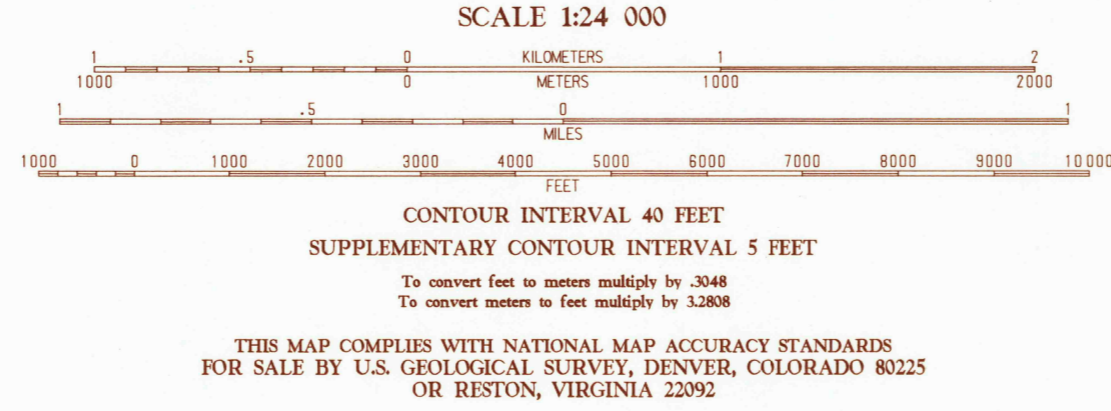 SCALE 1:24 000
1 .5 0 KILOMETERS 1 2
1000 0 METERS 1000 2000
1 .5 0 1
MILES
1000 0 1000 2000 3000 4000 5000 6000 7000 8000 9000 10 000
FEET
CONTOUR INTERVAL 40 FEET
SUPPLEMENTARY CONTOUR INTERVAL 5 FEET
To convert feet to meters multiply by .3048
To convert meters to feet multiply by 3.2808
THIS MAP COMPLIES WITH NATIONAL MAP ACCURACY STANDARDS
FOR SALE BY U.S. GEOLOGICAL SURVEY, DENVER, COLORADO 80225
OR RESTON, VIRGINIA 22092